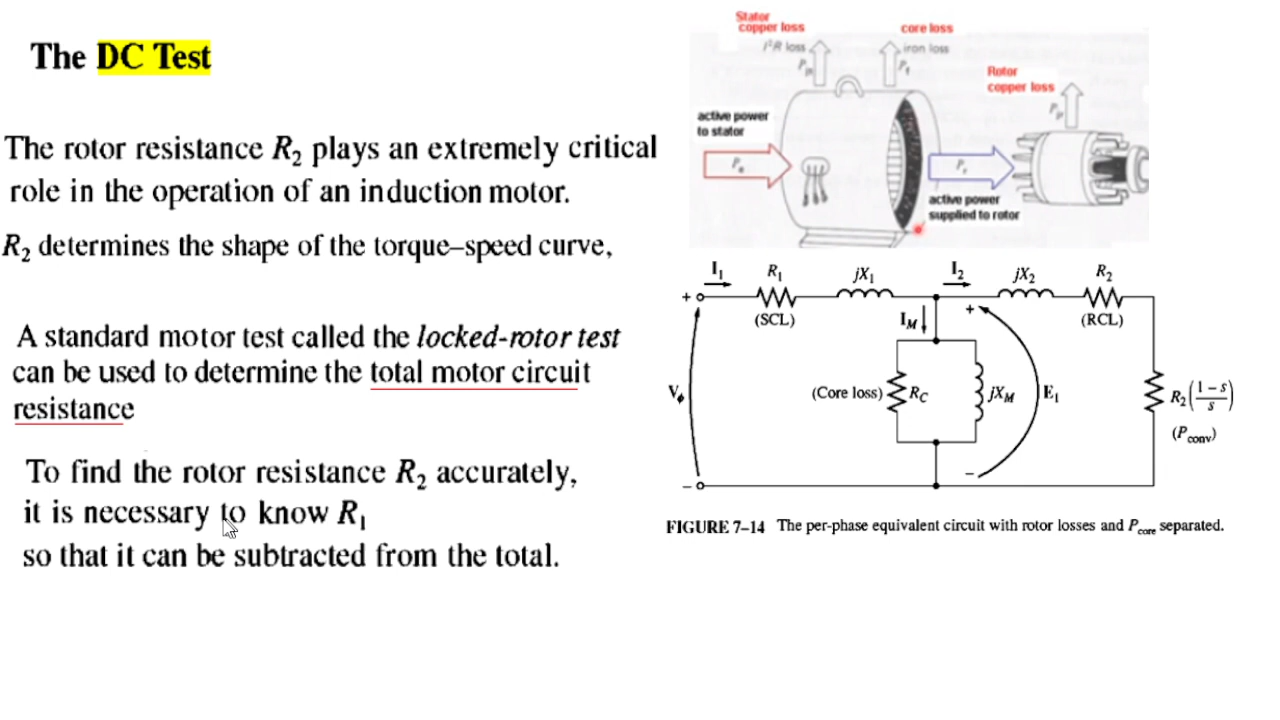 The DC Test
The rotor resistance R₂ plays an extremely critical
role in the operation of an induction motor.
R₂ determines the shape of the torque–speed curve,
A standard motor test called the locked-rotor test
can be used to determine the total motor circuit
resistance
To find the rotor resistance R₂ accurately,
it is necessary to know R₁
so that it can be subtracted from the total.
Stator
copper loss
I²R loss
core loss
iron loss
Rotor
copper loss
active power
to stator
active power
supplied to rotor
I₁
R₁
(SCL)
jX₁
I₂
jX₂
R₂
(RCL)
+
I_M
+
V_ϕ
(Core loss)
R_C
jX_M
E₁
R₂(1 – s / s)
(P_conv)
–
–
FIGURE 7–14 The per-phase equivalent circuit with rotor losses and P_core separated.